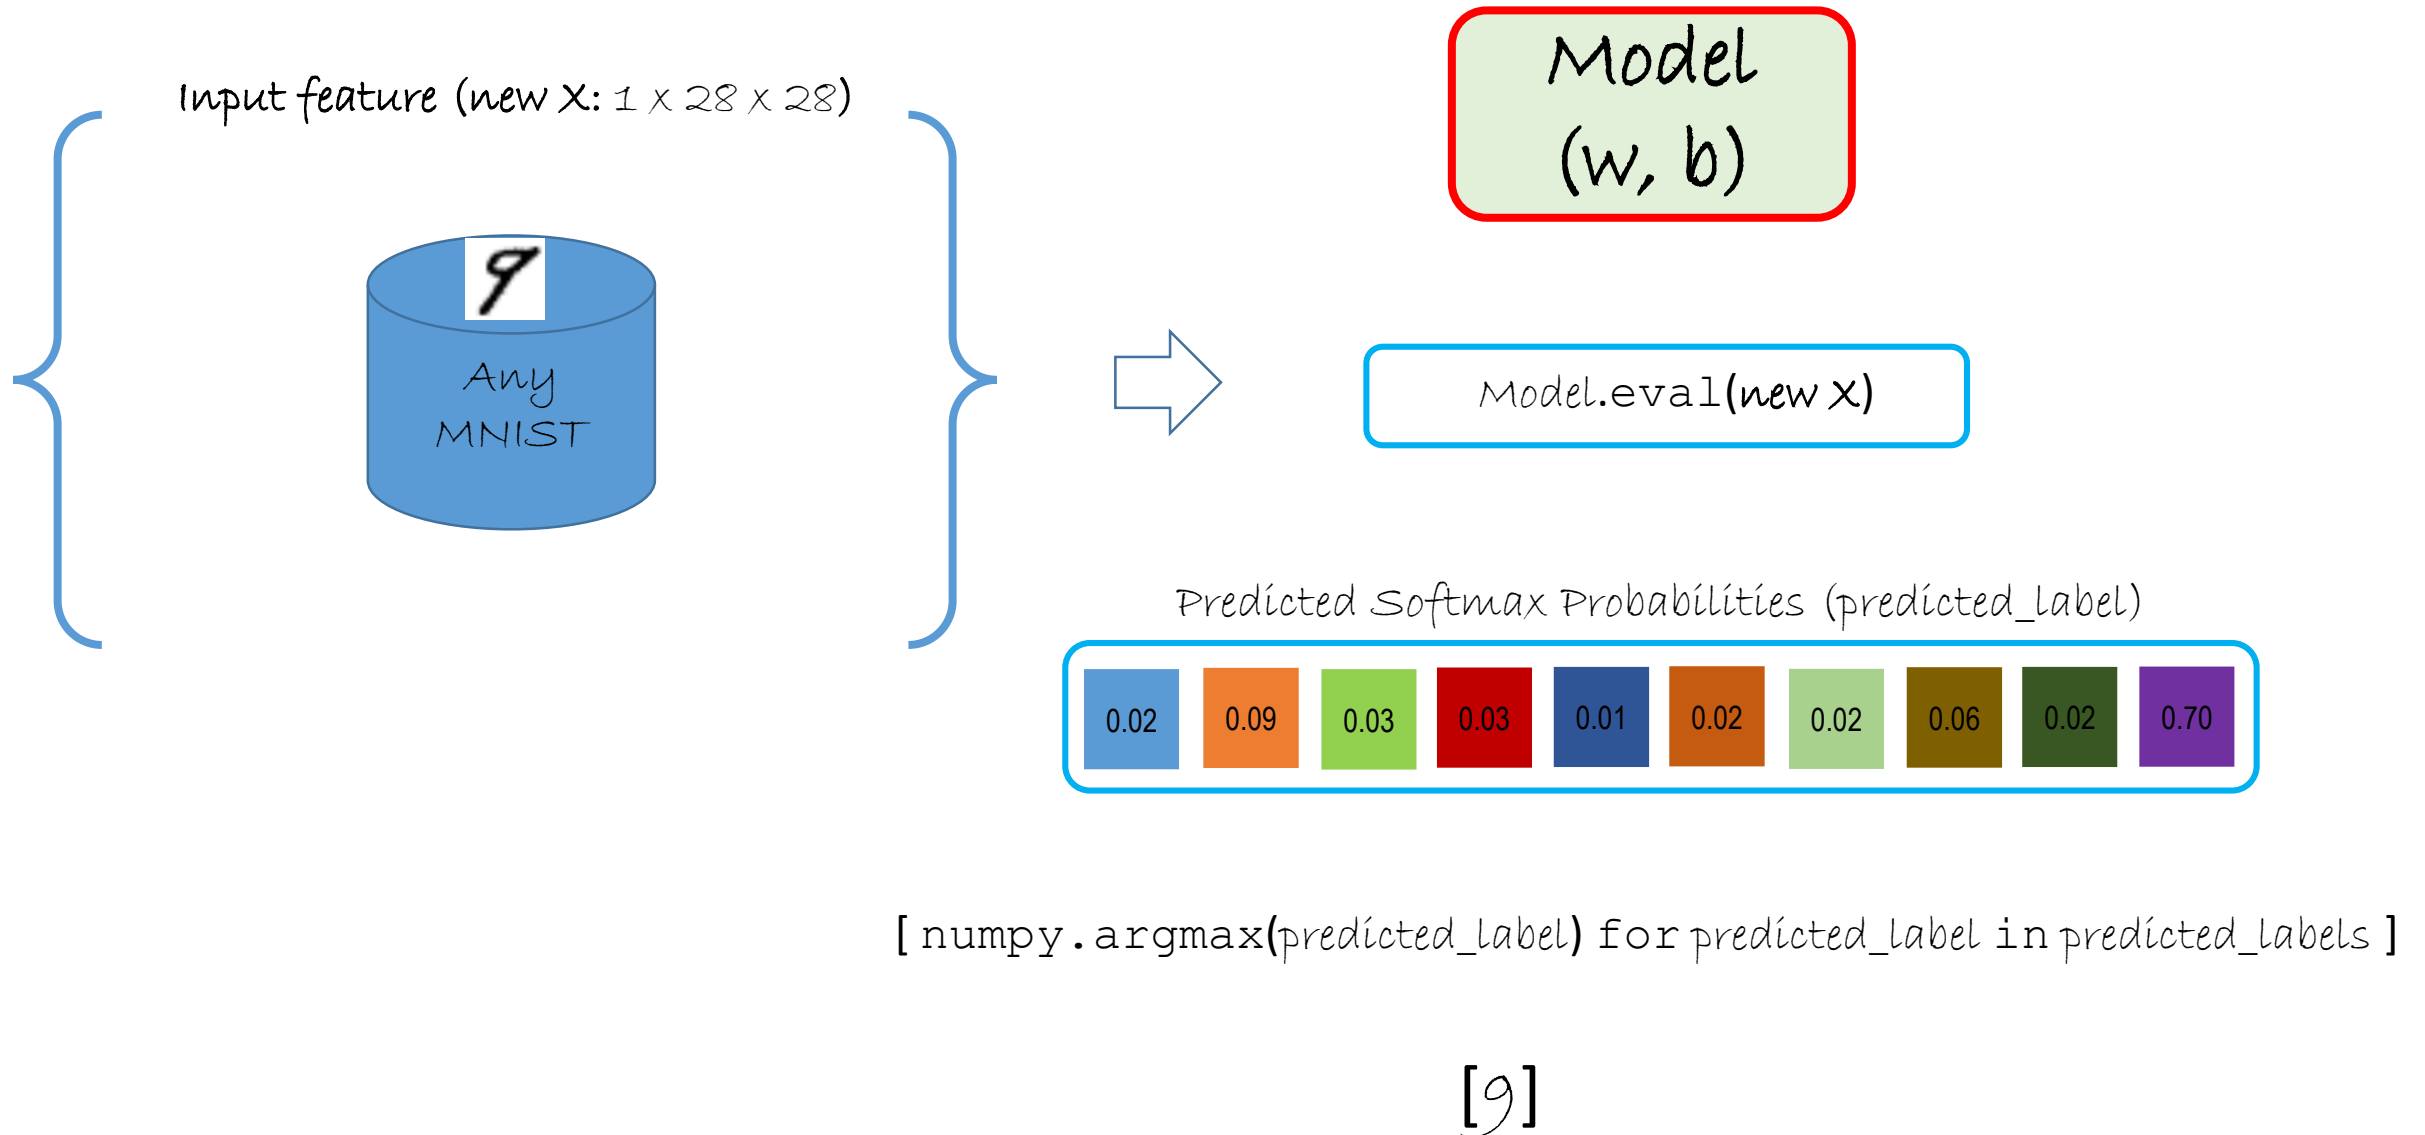 Input feature (new X: 1 x 28 x 28)
9
Any
MNIST
Model
(w, b)
Model.eval(new X)
Predicted Softmax Probabilities (predicted_label)
0.02 0.09 0.03 0.03 0.01 0.02 0.02 0.06 0.02 0.70
[ numpy.argmax(predicted_label) for predicted_label in predicted_labels ]
[9]